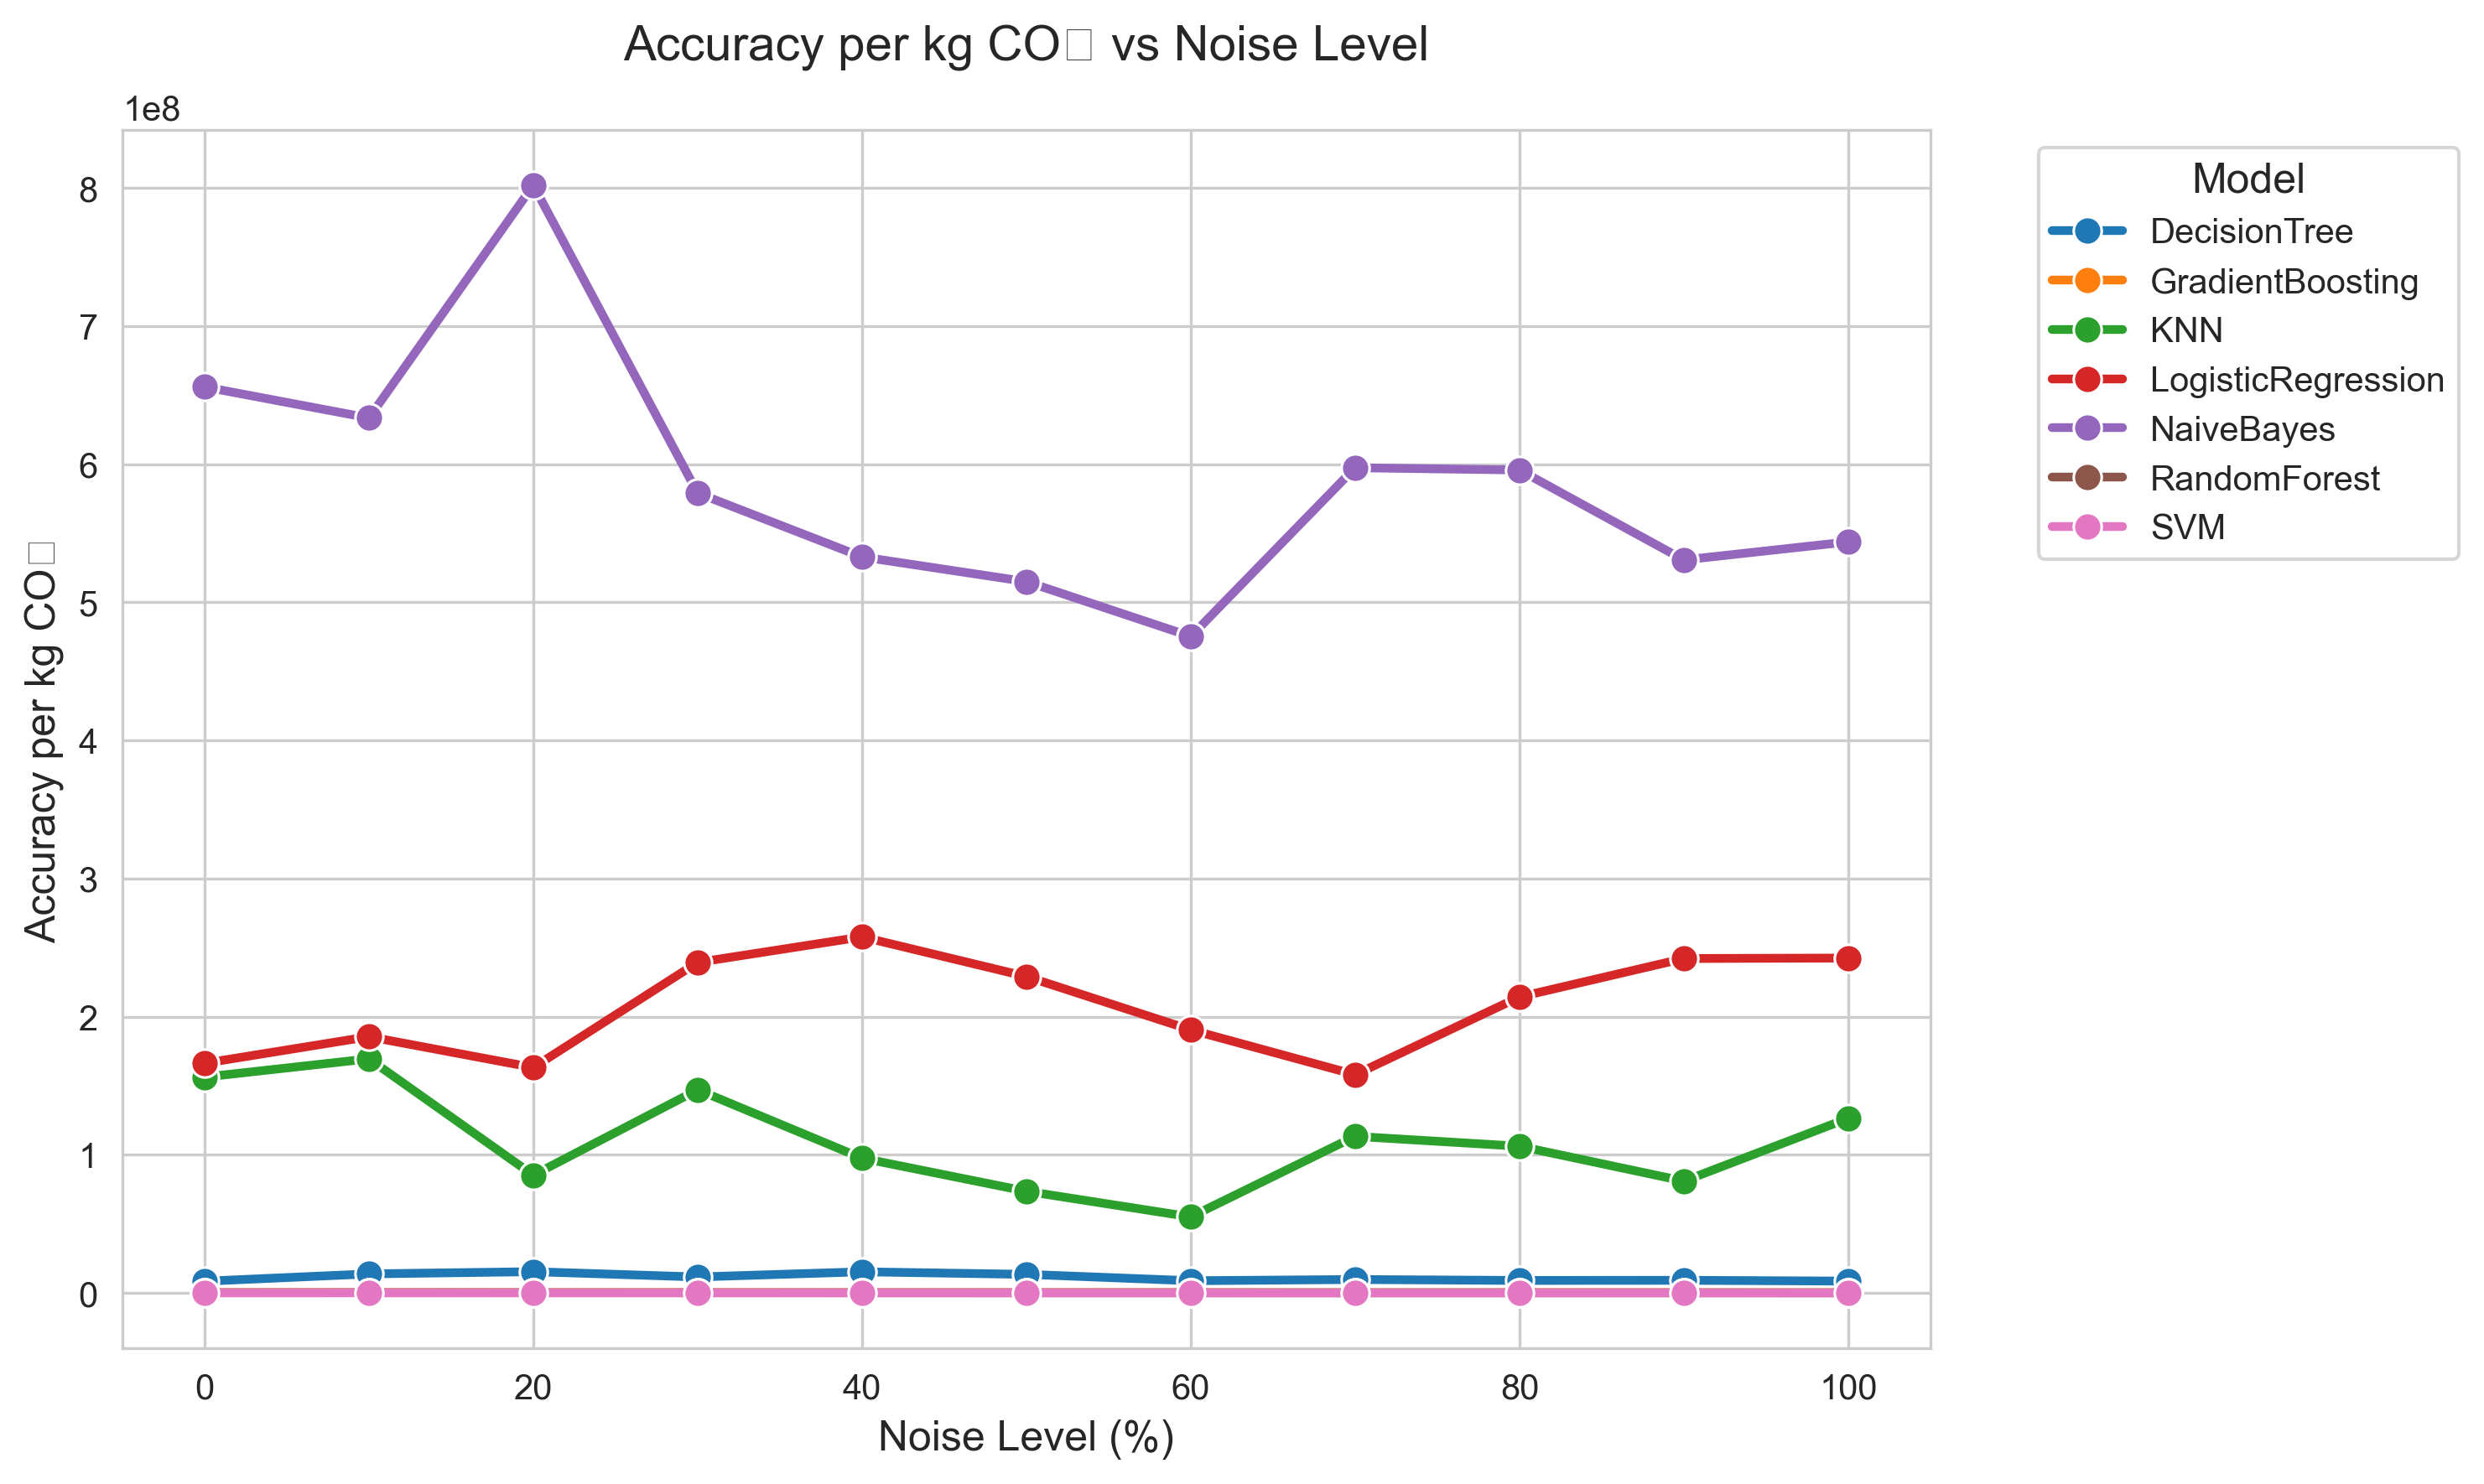 Accuracy per kg CO□ vs Noise Level
1e8
8
7
6
5
4
3
2
1
0
Accuracy per kg CO□
0 20 40 60 80 100
Noise Level (%)
Model
DecisionTree
GradientBoosting
KNN
LogisticRegression
NaiveBayes
RandomForest
SVM